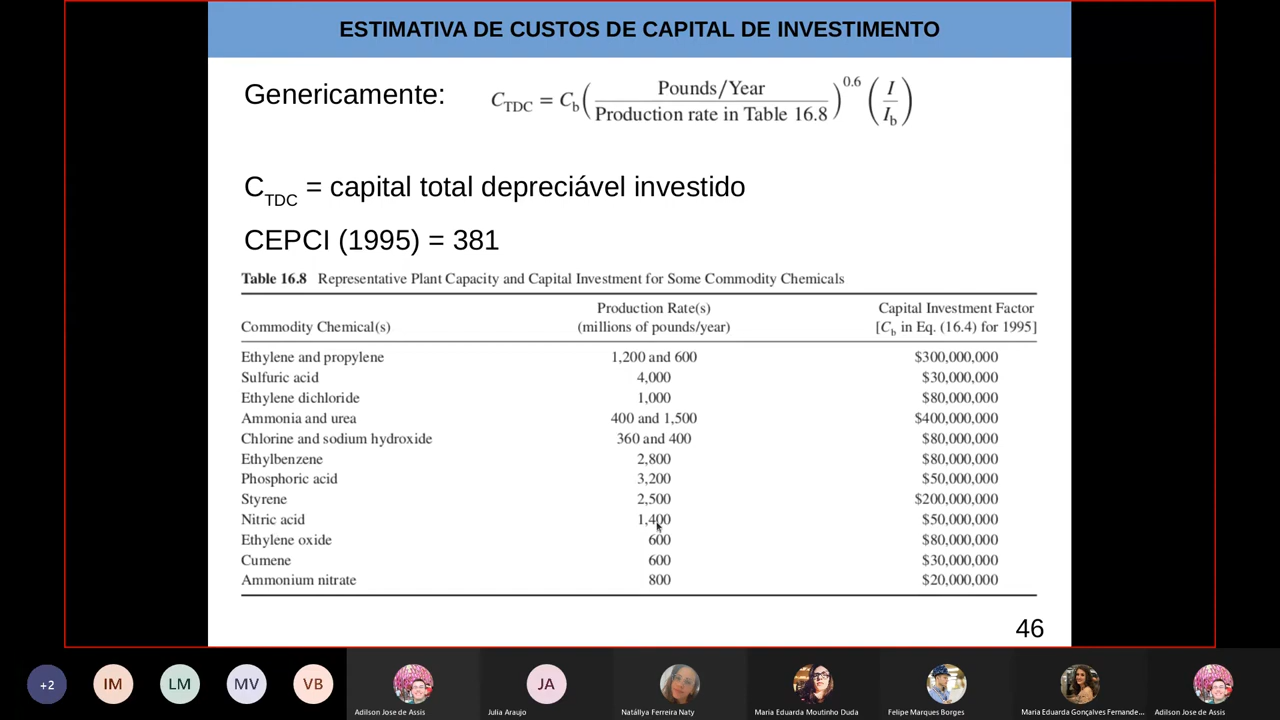 ESTIMATIVA DE CUSTOS DE CAPITAL DE INVESTIMENTO
Genericamente: C_TDC = C_b (Pounds/Year / Production rate in Table 16.8)^0.6 (I / I_b)
C_TDC = capital total depreciável investido
CEPCI (1995) = 381
Table 16.8 Representative Plant Capacity and Capital Investment for Some Commodity Chemicals
Production Rate(s) Capital Investment Factor
Commodity Chemical(s) (millions of pounds/year) [C_b in Eq. (16.4) for 1995]
Ethylene and propylene 1,200 and 600 $300,000,000
Sulfuric acid 4,000 $30,000,000
Ethylene dichloride 1,000 $80,000,000
Ammonia and urea 400 and 1,500 $400,000,000
Chlorine and sodium hydroxide 360 and 400 $80,000,000
Ethylbenzene 2,800 $80,000,000
Phosphoric acid 3,200 $50,000,000
Styrene 2,500 $200,000,000
Nitric acid 1,400 $50,000,000
Ethylene oxide 600 $80,000,000
Cumene 600 $30,000,000
Ammonium nitrate 800 $20,000,000
46
+2 IM LM MV VB JA
Adilson Jose de Assis Julia Araujo Natállya Ferreira Naty Maria Eduarda Moutinho Duda Felipe Marques Borges Maria Eduarda Gonçalves Fernande... Adilson Jose de Assis